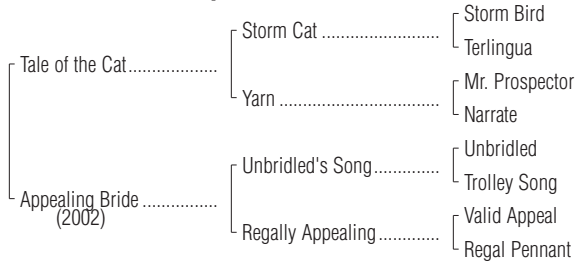 Storm Bird
Storm Cat ..................................
Terlingua
Tale of the Cat...................
Mr. Prospector
Yarn ..........................................
Narrate
Unbridled
Unbridled's Song..............
Trolley Song
Appealing Bride ................
(2002)
Valid Appeal
Regally Appealing.............
Regal Pennant